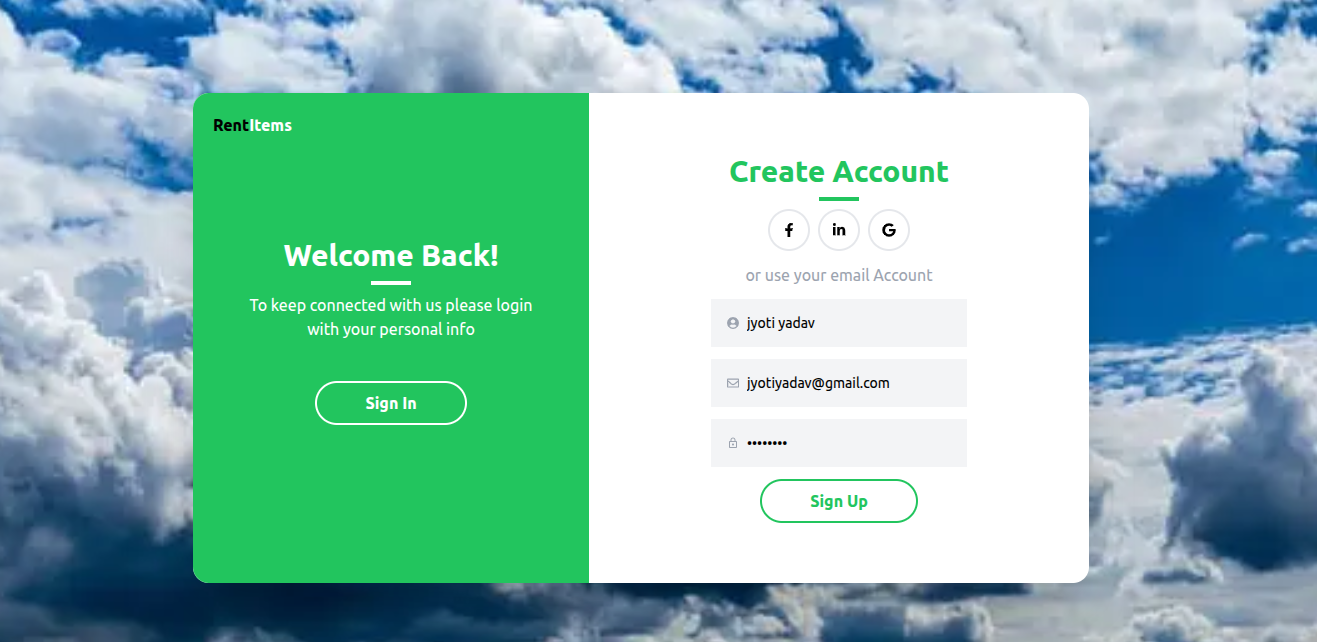 RentItems
Welcome Back!
To keep connected with us please login
with your personal info
Sign In
Create Account
or use your email Account
jyoti yadav
jyotiyadav@gmail.com
••••••••
Sign Up